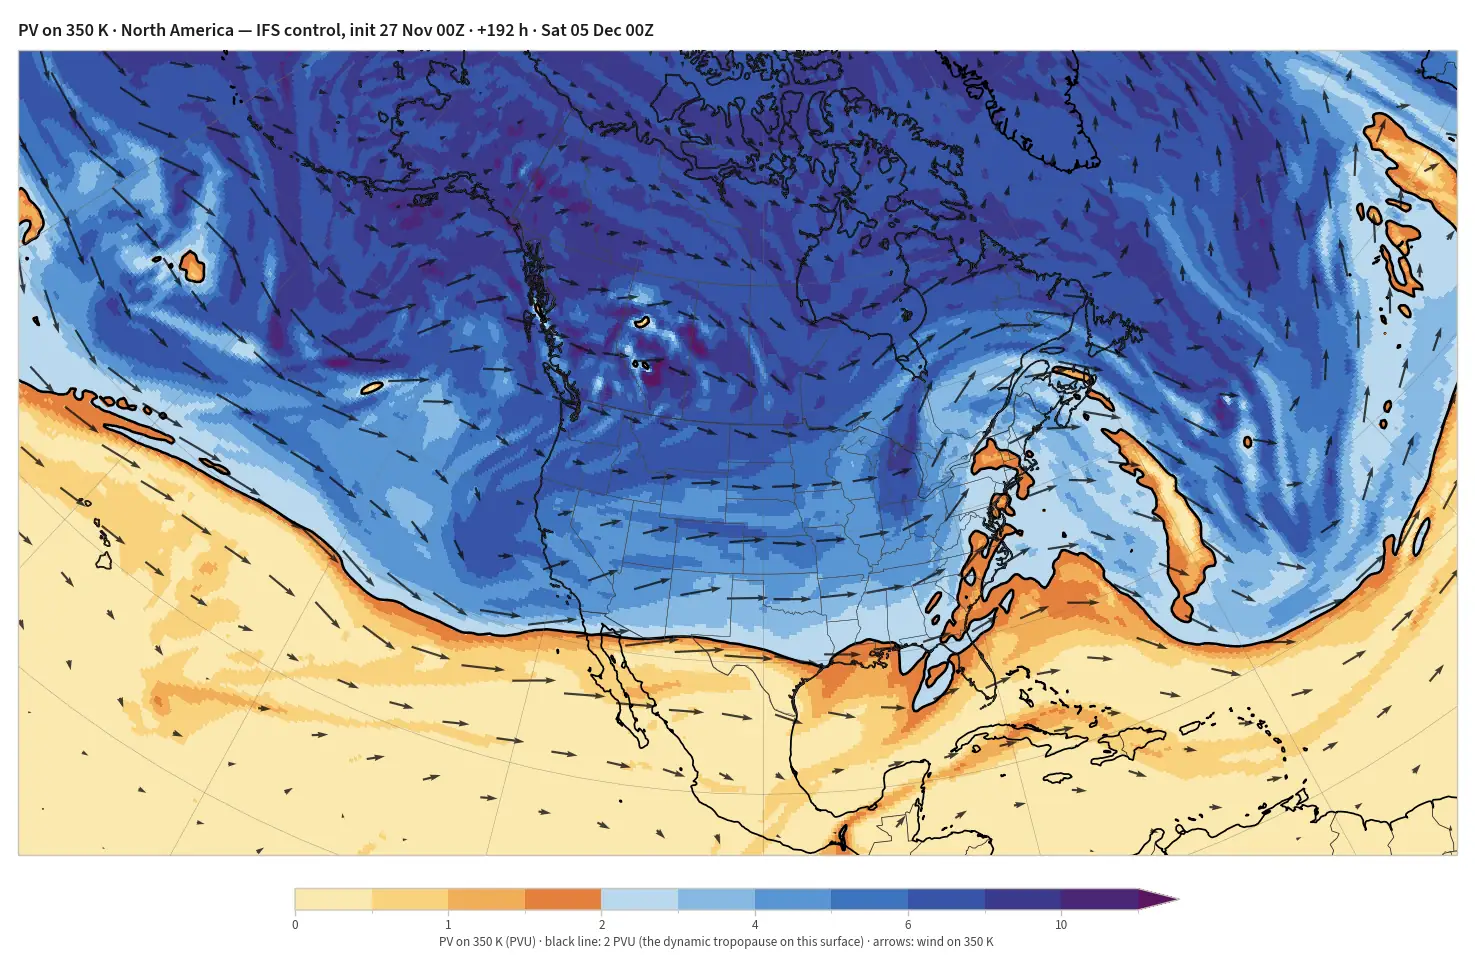 PV on 350 K · North America — IFS control, init 27 Nov 00Z · +192 h · Sat 05 Dec 00Z
0 1 2 4 6 10
PV on 350 K (PVU) · black line: 2 PVU (the dynamic tropopause on this surface) · arrows: wind on 350 K